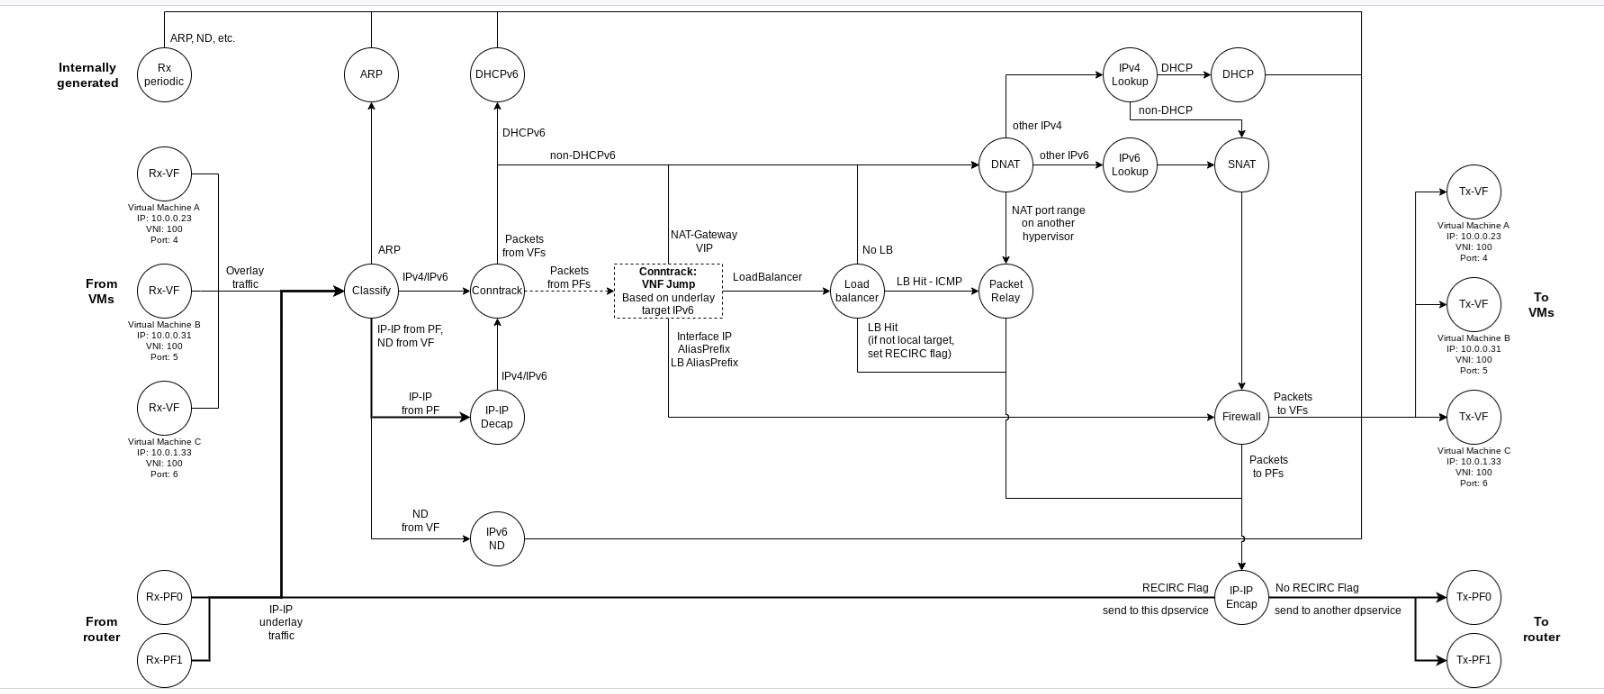 ARP, ND, etc.
Internally
generated
Rx
periodic
ARP
DHCPv6
IPv4
Lookup
DHCP
DHCP
non-DHCP
DHCPv6
non-DHCPv6
other IPv4
DNAT
other IPv6
IPv6
Lookup
SNAT
Rx-VF
Virtual Machine A
IP: 10.0.0.23
VNI: 100
Port: 4
Tx-VF
Virtual Machine A
IP: 10.0.0.23
VNI: 100
Port: 4
NAT port range
on another
hypervisor
ARP
Packets
from VFs
NAT-Gateway
VIP
No LB
From
VMs
Rx-VF
Virtual Machine B
IP: 10.0.0.31
VNI: 100
Port: 5
Overlay
traffic
Classify
IPv4/IPv6
Conntrack
Packets
from PFs
Conntrack:
VNF Jump
Based on underlay
target IPv6
LoadBalancer
Load
balancer
LB Hit - ICMP
Packet
Relay
Tx-VF
Virtual Machine B
IP: 10.0.0.31
VNI: 100
Port: 5
To
VMs
IP-IP from PF,
ND from VF
Interface IP
AliasPrefix
LB AliasPrefix
LB Hit
(if not local target,
set RECIRC flag)
IPv4/IPv6
Rx-VF
Virtual Machine C
IP: 10.0.1.33
VNI: 100
Port: 6
IP-IP
from PF
IP-IP
Decap
Firewall
Packets
to VFs
Tx-VF
Virtual Machine C
IP: 10.0.1.33
VNI: 100
Port: 6
Packets
to PFs
ND
from VF
IPv6
ND
From
router
Rx-PF0
Rx-PF1
IP-IP
underlay
traffic
RECIRC Flag
send to this dpservice
IP-IP
Encap
No RECIRC Flag
send to another dpservice
Tx-PF0
Tx-PF1
To
router